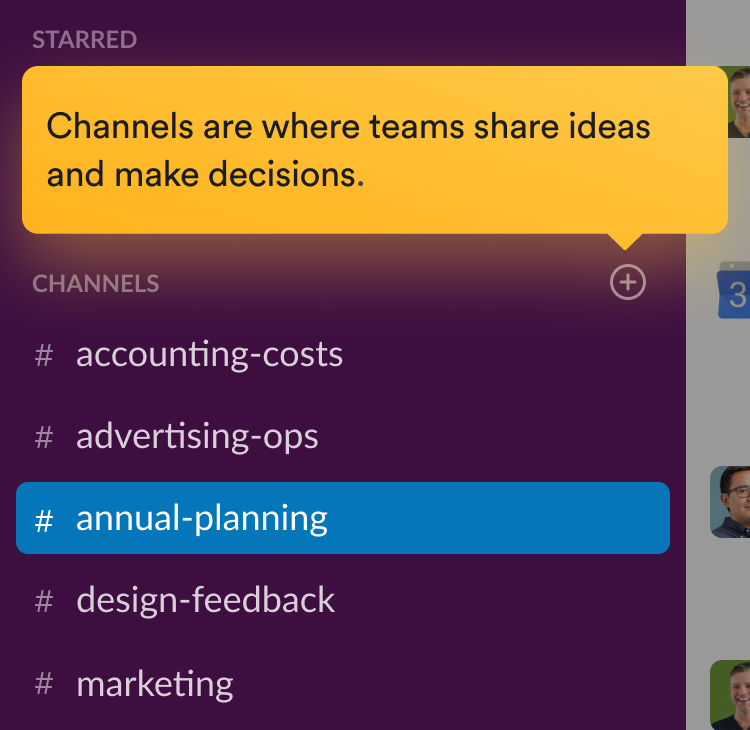 STARRED
Channels are where teams share ideas
and make decisions.
CHANNELS
# accounting-costs
# advertising-ops
# annual-planning
# design-feedback
# marketing
3